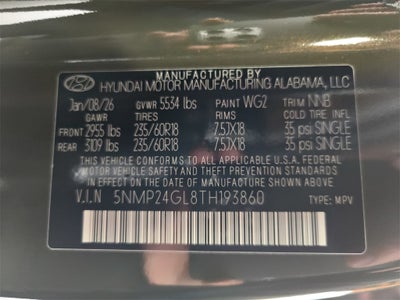 MANUFACTURED BY
HYUNDAI MOTOR MANUFACTURING ALABAMA, LLC
Jan/08/26 GVWR 5534 lbs PAINT WG2 TRIM NNB
GAWR TIRES RIMS COLD TIRE INFL
FRONT 2955 lbs 235/60R18 7.5JX18 35 psi SINGLE
REAR 3109 lbs 235/60R18 7.5JX18 35 psi SINGLE
THIS VEHICLE CONFORMS TO ALL APPLICABLE U.S. FEDERAL MOTOR
VEHICLE SAFETY AND THEFT PREVENTION STANDARDS IN
EFFECT ON THE DATE OF MANUFACTURE SHOWN ABOVE.
V.I.N 5NMP24GL8TH193860 TYPE: MPV